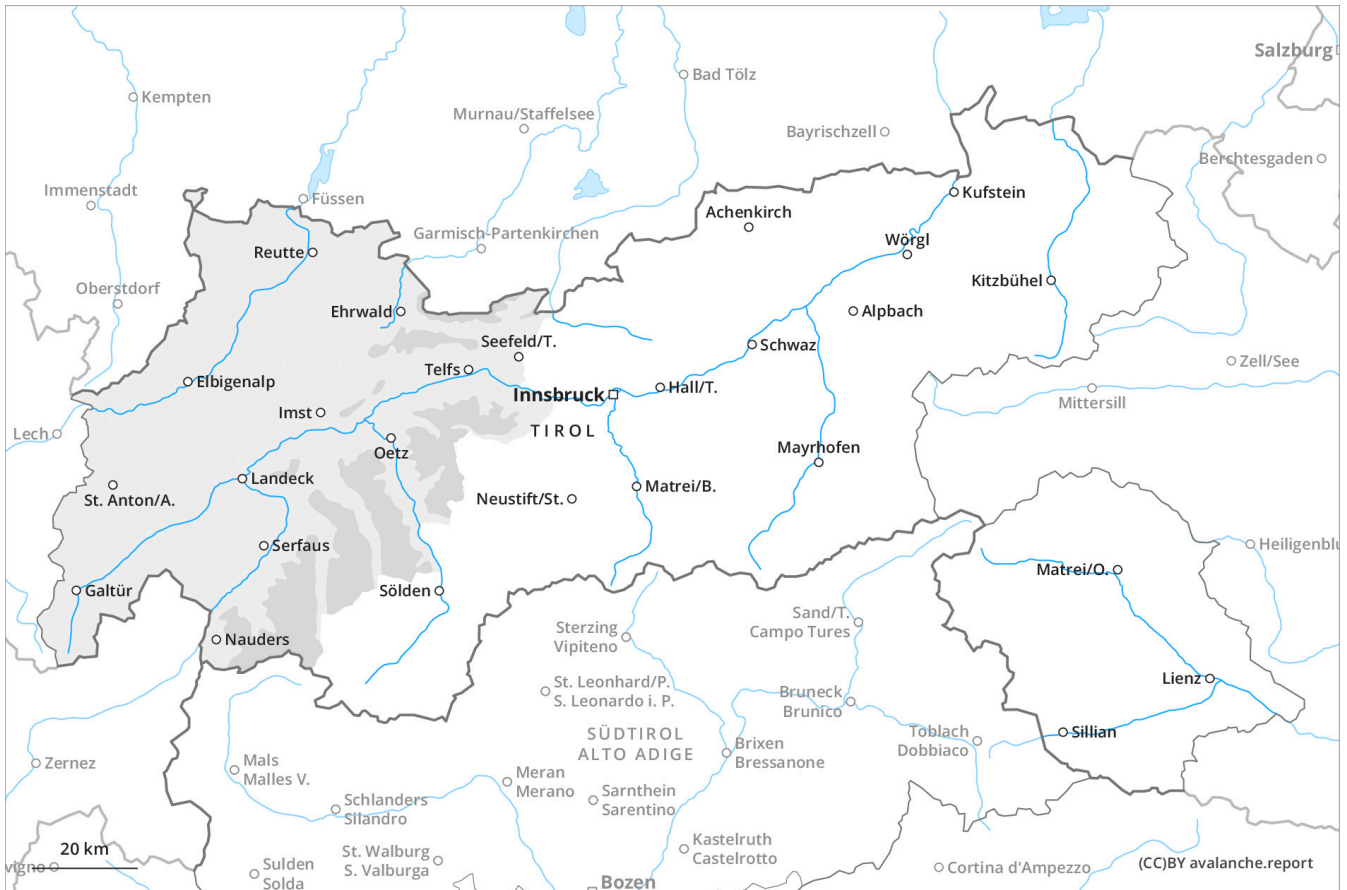 Salzburg
Bad Tölz
Kempten
Murnau/Staffelsee
Bayrischzell
Berchtesgaden
Immenstadt
Füssen
Kufstein
Achenkirch
Garmisch-Partenkirchen
Wörgl
Reutte
Oberstdorf
Kitzbühel
Ehrwald
Alpbach
Seefeld/T.
Schwaz
Zell/See
Telfs
Elbigenalp
Hall/T.
Innsbruck
Mittersill
Imst
TIROL
Lech
Oetz
Mayrhofen
Landeck
Matrei/B.
St. Anton/A.
Neustift/St.
Serfaus
Heiligenblu
Matrei/O.
Galtür
Sölden
Sand/T.
Campo Tures
Sterzing
Vipiteno
Nauders
Lienz
St. Leonhard/P.
S. Leonardo i. P.
Bruneck
Brunico
SÜDTIROL
ALTO ADIGE
Toblach
Dobbiaco
Sillian
Brixen
Bressanone
Zernez
Mals
Malles V.
Meran
Merano
Sarnthein
Sarentino
Schlanders
Silandro
Kastelruth
Castelrotto
20 km
St. Walburg
S. Valburga
vigno
Sulden
Solda
Cortina d'Ampezzo
(CC)BY avalanche.report
Bozen